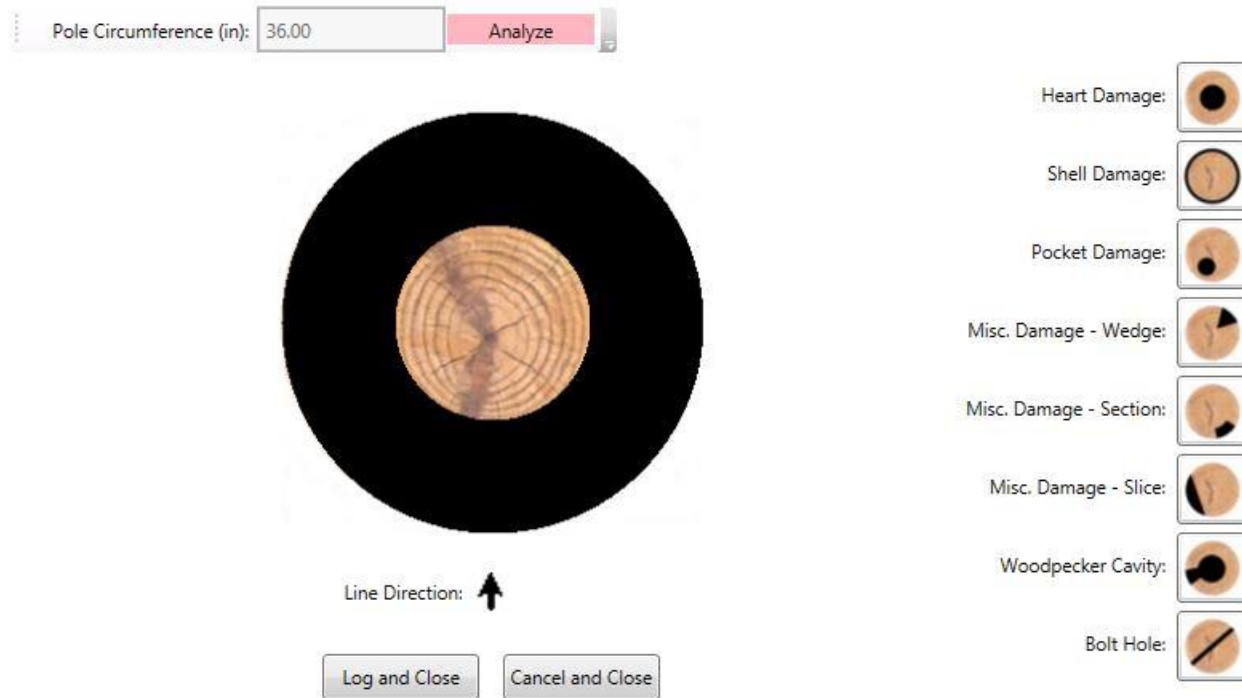 Pole Circumference (in): 36.00 Analyze
Heart Damage:
Shell Damage:
Pocket Damage:
Misc. Damage - Wedge:
Misc. Damage - Section:
Misc. Damage - Slice:
Woodpecker Cavity:
Bolt Hole:
Line Direction:
Log and Close Cancel and Close